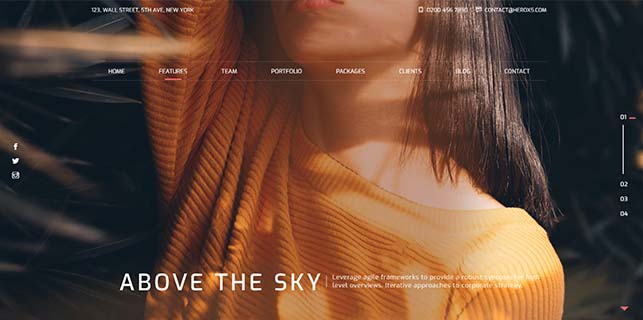 123, WALL STREET, 5TH AVE, NEW YORK
0200 456 7890
CONTACT@HEROXS.COM
HOME
FEATURES
TEAM
PORTFOLIO
PACKAGES
CLIENTS
BLOG
CONTACT
01
02
03
04
ABOVE THE SKY
Leverage agile frameworks to provide a robust synopsis for high
level overviews. Iterative approaches to corporate strategy.